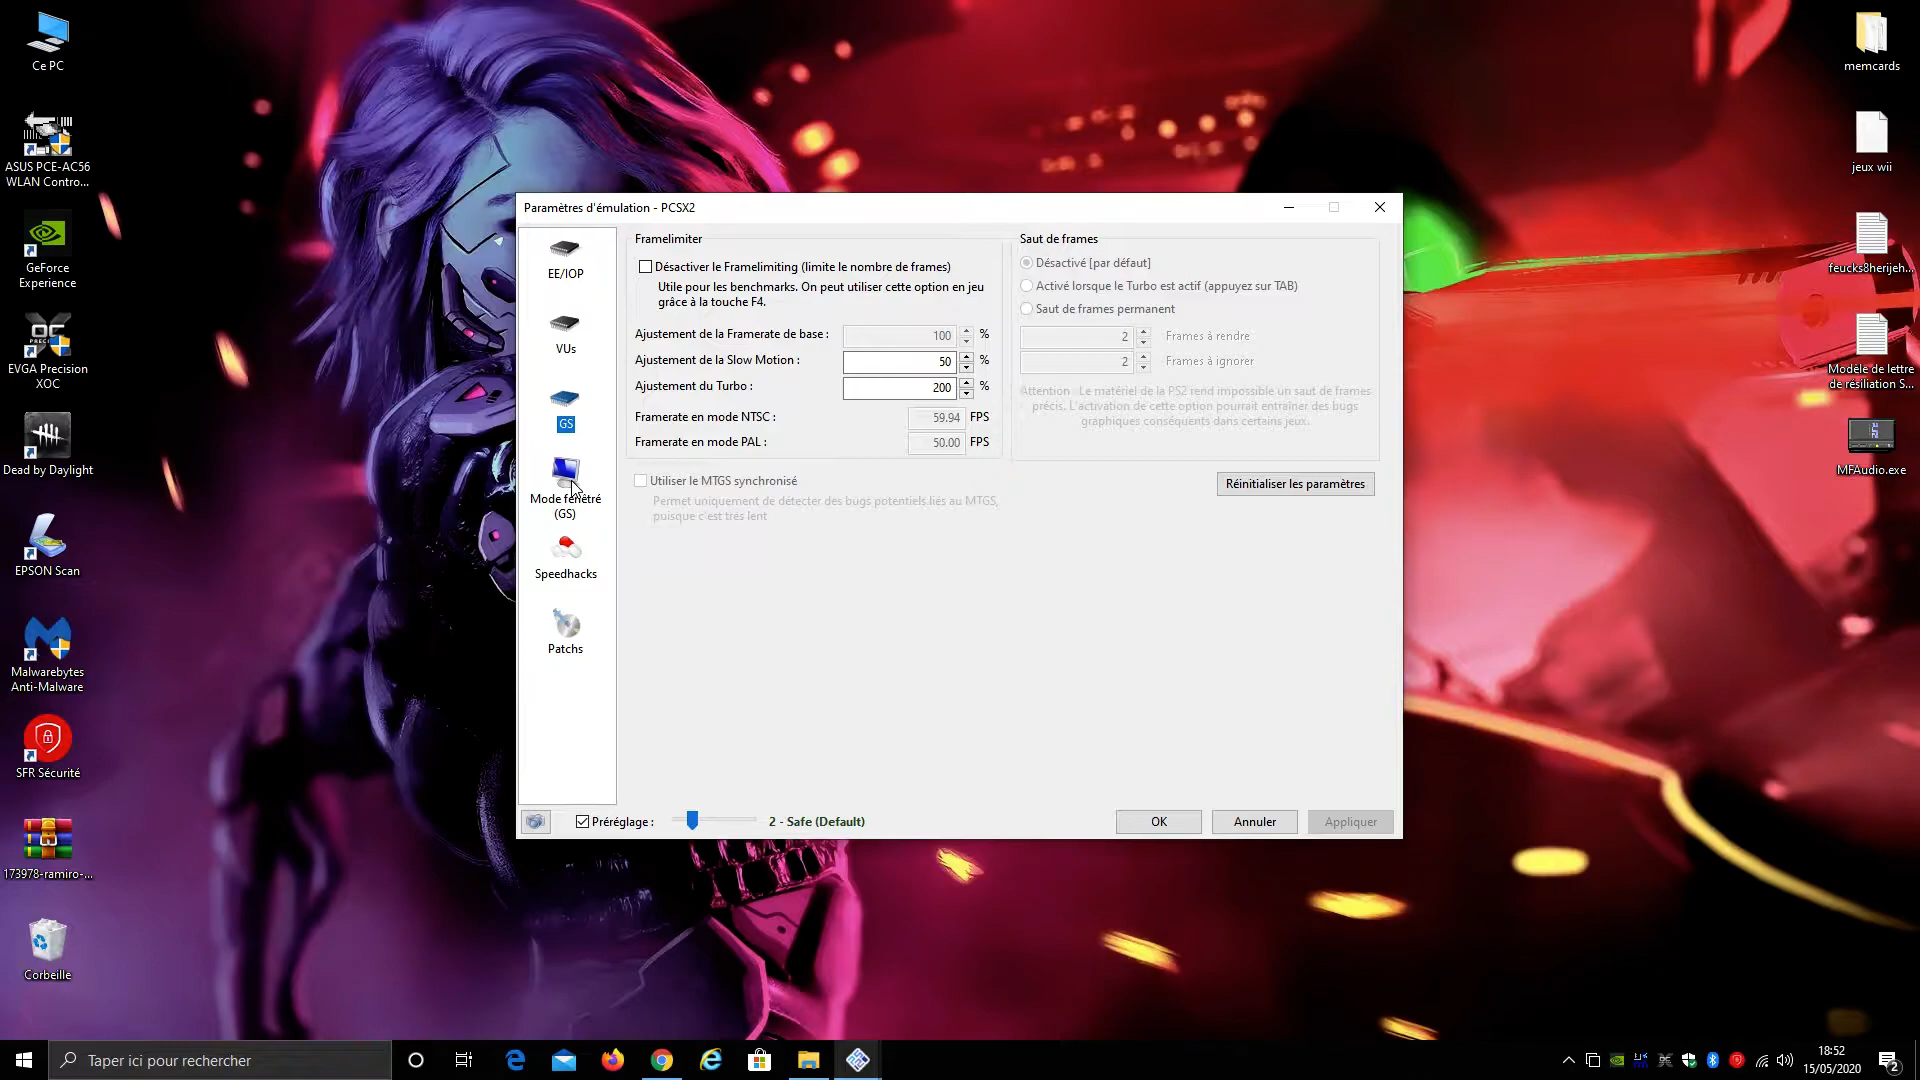 Ce PC
ASUS PCE-AC56
WLAN Contro...
GeForce
Experience
EVGA Precision
XOC
Dead by Daylight
EPSON Scan
Malwarebytes
Anti-Malware
SFR Sécurité
173978-ramiro-...
Corbeille
Paramètres d'émulation - PCSX2
EE/IOP
VUs
GS
Mode fenêtré
(GS)
Speedhacks
Patchs
Framelimiter
Désactiver le Framelimiting (limite le nombre de frames)
Utile pour les benchmarks. On peut utiliser cette option en jeu
grâce à la touche F4.
Ajustement de la Framerate de base : 100 %
Ajustement de la Slow Motion : 50 %
Ajustement du Turbo : 200 %
Framerate en mode NTSC : 59.94 FPS
Framerate en mode PAL : 50.00 FPS
Utiliser le MTGS synchronisé
Permet uniquement de détecter des bugs potentiels liés au MTGS,
puisque c'est très lent
Saut de frames
Désactivé [par défaut]
Activé lorsque le Turbo est actif (appuyez sur TAB)
Saut de frames permanent
2 Frames à rendre
2 Frames à ignorer
Attention : Le matériel de la PS2 rend impossible un saut de frames
précis. L'activation de cette option pourrait entraîner des bugs
graphiques conséquents dans certains jeux.
Réinitialiser les paramètres
Préréglage : 2 - Safe (Default)
OK Annuler Appliquer
memcards
jeux wii
feucks8herijeh...
Modèle de lettre
de résiliation S...
MFAudio.exe
Taper ici pour rechercher
18:52
15/05/2020
2